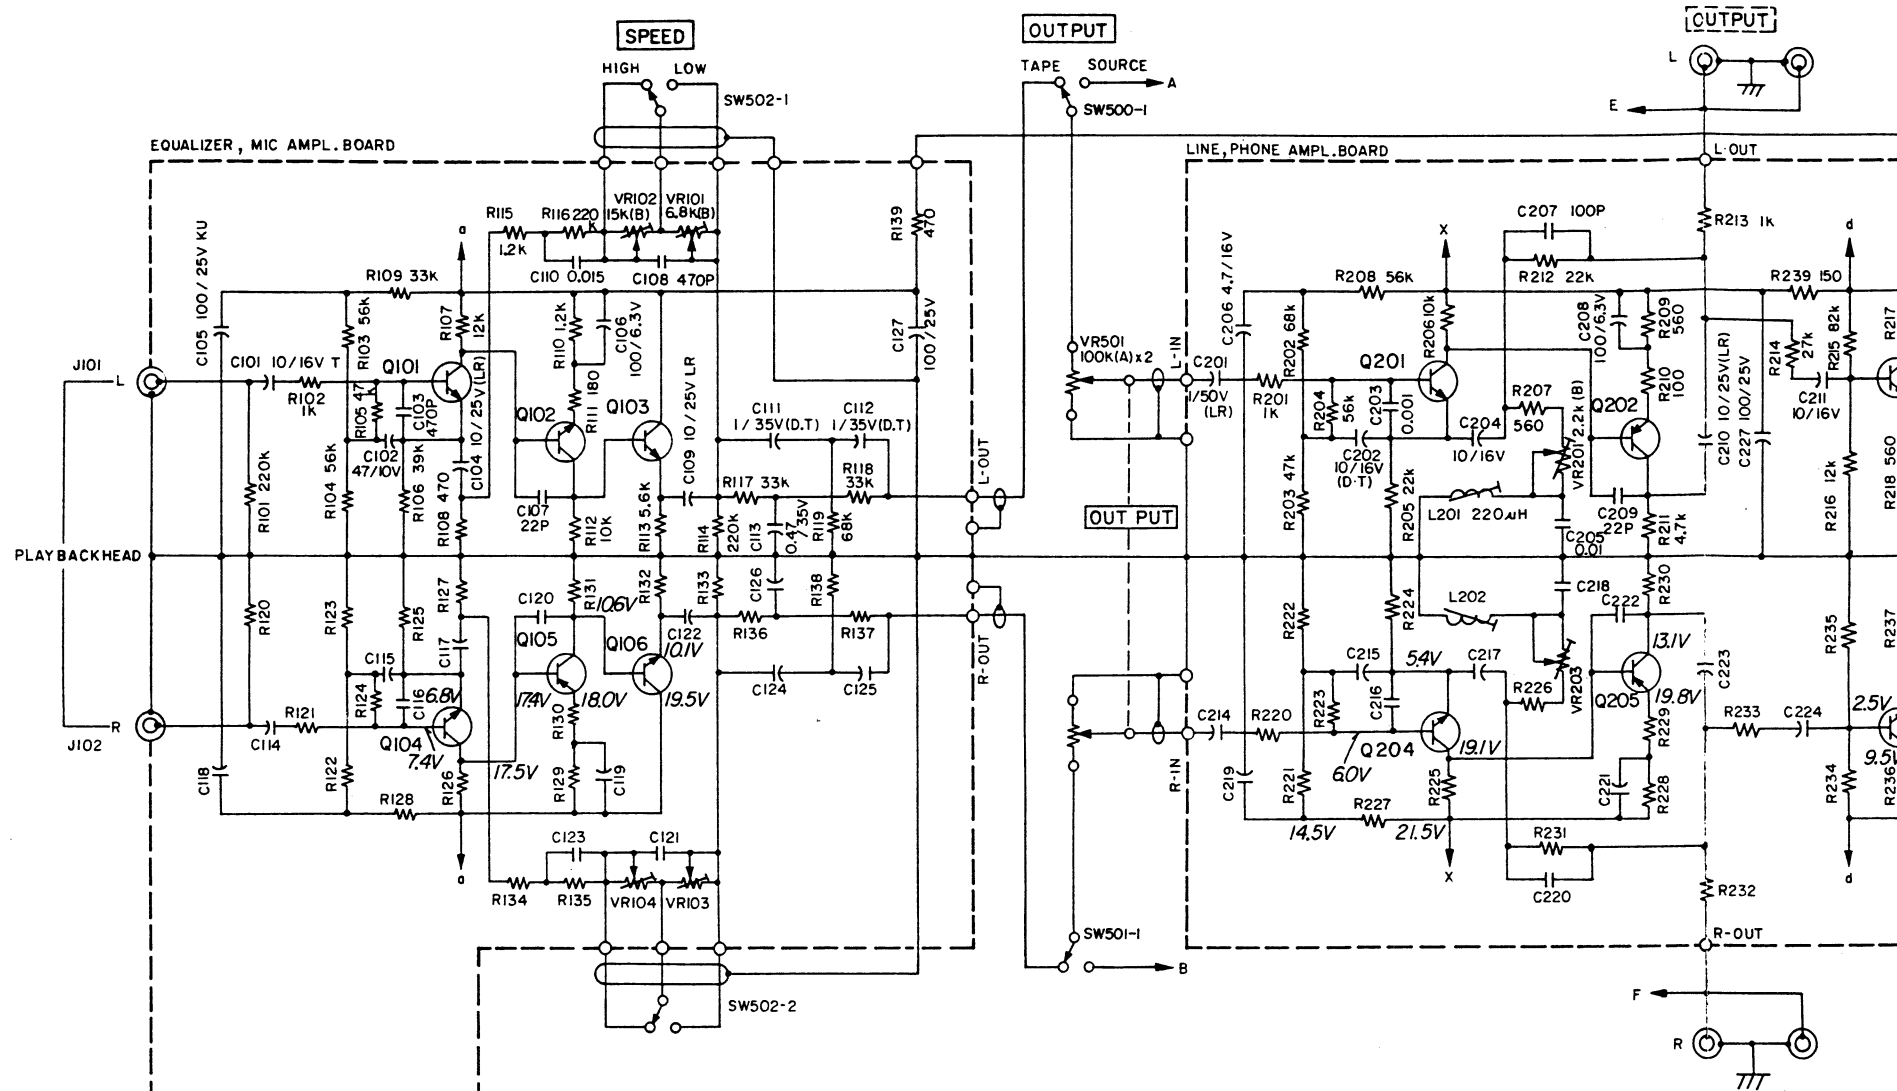 SPEED
HIGH LOW
SW502-1
OUTPUT
TAPE SOURCE
A
SW500-1
OUTPUT
L
E
EQUALIZER, MIC AMPL. BOARD
LINE, PHONE AMPL. BOARD
L-OUT
C105 100/25V KU
R109 33K
R103 56K
a
R107
12K
R115
1.2K
R116 220
K
VR102
15K(B)
VR101
6.8K(B)
C110 0.015
C108 470P
R139
470
J101
L
C101 10/16V T
R102
1K
Q101
R105 47
K
C103
470P
C102
47/10V
C104 10/25V(LR)
R110 1.2K
C106
100/6.3V
R111 180
Q102
Q103
C127
100/25V
C109 10/25V LR
C111
1/35V(D.T)
C112
1/35V(D.T)
L-OUT
R101 220K
R104 56K
R106 39K
R108 470
C107
22P
R112
10K
R113 5.6K
R114
220K
R117 33K
C113
0.47
/35V
R119
68K
R118
33K
PLAYBACK HEAD
VR501
100K(A)x2
L-IN
C201
1/50V
(LR)
R201
1K
C206 4.7/16V
R202 68K
R208 56K
X
R206 10K
Q201
R204
56K
C203
0.001
C202
10/16V
(D.T)
C204
10/16V
R203 47K
R205 22K
C207 100P
R212 22K
R213 1K
C208
100/6.3V
R209
560
R210
100
R207
560
VR201 2.2K(B)
Q202
L201 220μH
C209
22P
C205
0.01
R211
4.7K
C210 10/25V(LR)
C227 100/25V
R214
27K
C211
10/16V
R239 150
d
R215 82K
R217
R216 12K
R218 560
OUTPUT
R120
R123
R125
R127
C117
C115
R124
C116
6.8V
R121
C114
J102
R
Q104
7.4V
17.5V
R122
C118
R128
R126
a
C120
R131
10.6V
Q105
17.4V
18.0V
R130
R129
C119
Q106
19.5V
10.1V
R132
C122
R133
C126
R136
R138
R137
C124
C125
R-OUT
R134
C123
R135
C121
VR104
VR103
SW502-2
R-IN
SW501-1
B
C214
R220
R222
R224
C215
R223
C216
5.4V
C217
Q204
19.1V
6.0V
C219
R221
R227
14.5V
21.5V
R225
X
L202
C218
C222
R230
13.1V
VR203
R226
Q205
19.8V
R229
C221
R228
C223
R231
C220
R232
R233
C224
2.5V
9.5V
R235
R237
R234
R236
d
R-OUT
F
R